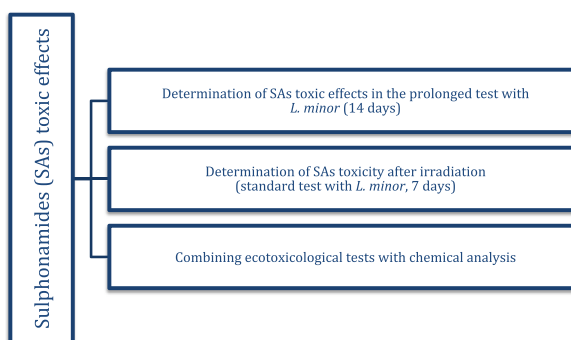 Sulphonamides (SAs) toxic effects
Determination of SAs toxic effects in the prolonged test with
L. minor (14 days)
Determination of SAs toxicity after irradiation
(standard test with L. minor, 7 days)
Combining ecotoxicological tests with chemical analysis